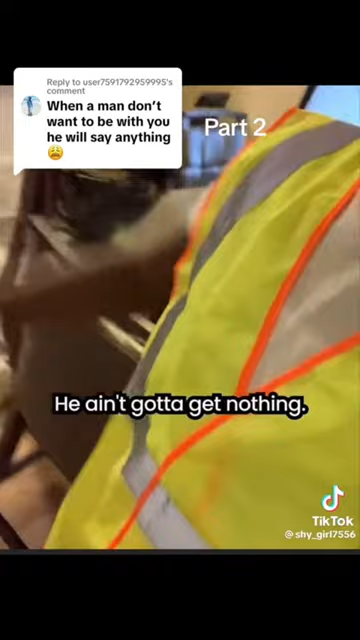 Reply to user7591792959995's
comment
When a man don't
want to be with you
he will say anything
😩
Part 2
He ain't gotta get nothing.
TikTok
@shy_girl7556